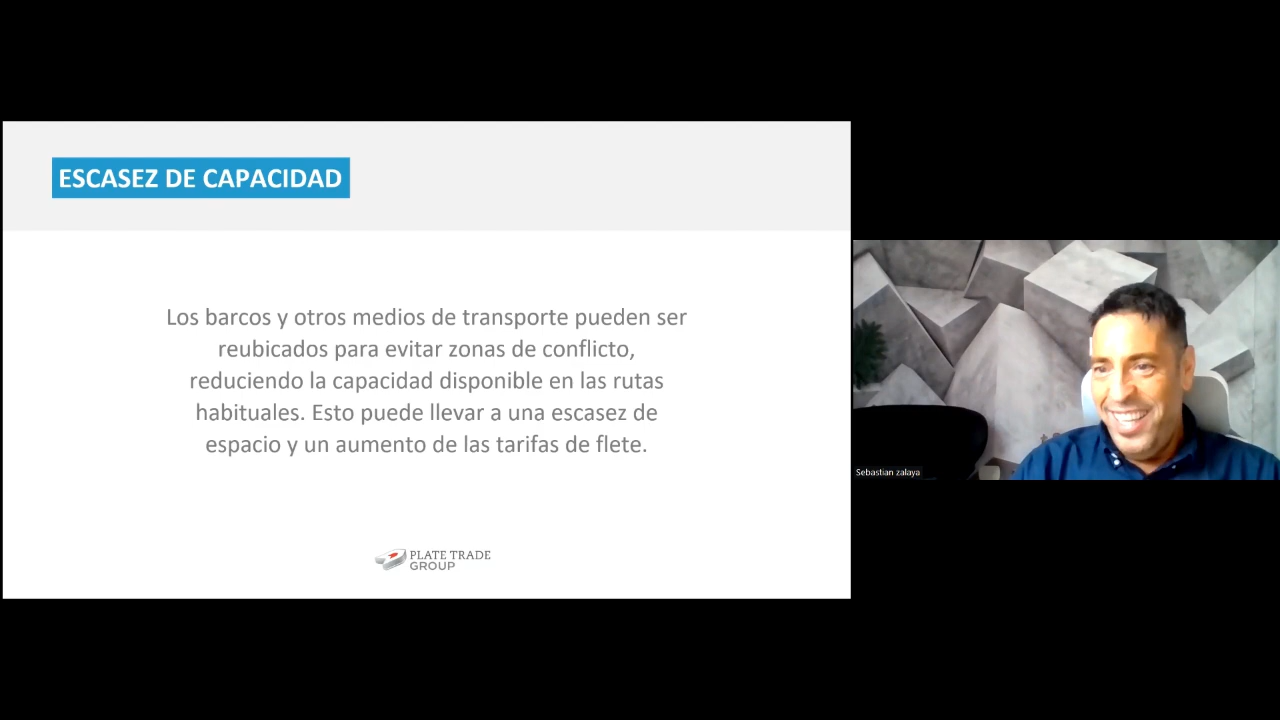 ESCASEZ DE CAPACIDAD
Los barcos y otros medios de transporte pueden ser
reubicados para evitar zonas de conflicto,
reduciendo la capacidad disponible en las rutas
habituales. Esto puede llevar a una escasez de
espacio y un aumento de las tarifas de flete.
PLATE TRADE
GROUP
Sebastian zalaya